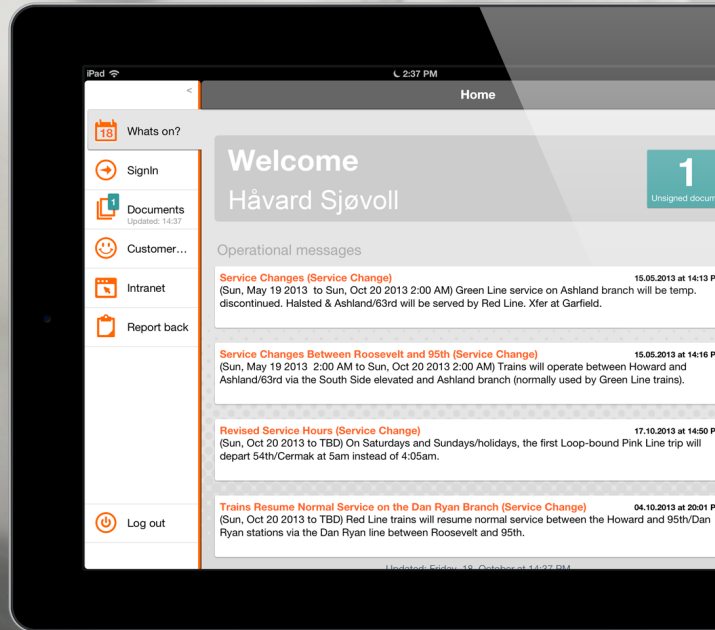 iPad
2:37 PM
<
Home
18
Whats on?
SignIn
1
Documents
Updated: 14:37
Customer...
Intranet
Report back
Log out
Welcome
Håvard Sjøvoll
1
Unsigned docum
Operational messages
Service Changes (Service Change) 15.05.2013 at 14:13 P
(Sun, May 19 2013 to Sun, Oct 20 2013 2:00 AM) Green Line service on Ashland branch will be temp.
discontinued. Halsted & Ashland/63rd will be served by Red Line. Xfer at Garfield.
Service Changes Between Roosevelt and 95th (Service Change) 15.05.2013 at 14:16 P
(Sun, May 19 2013 2:00 AM to Sun, Oct 20 2013 2:00 AM) Trains will operate between Howard and
Ashland/63rd via the South Side elevated and Ashland branch (normally used by Green Line trains).
Revised Service Hours (Service Change) 17.10.2013 at 14:50 P
(Sun, Oct 20 2013 to TBD) On Saturdays and Sundays/holidays, the first Loop-bound Pink Line trip will
depart 54th/Cermak at 5am instead of 4:05am.
Trains Resume Normal Service on the Dan Ryan Branch (Service Change) 04.10.2013 at 20:01 P
(Sun, Oct 20 2013 to TBD) Red Line trains will resume normal service between the Howard and 95th/Dan
Ryan stations via the Dan Ryan line between Roosevelt and 95th.
Updated: Friday, 18. October at 14:37 PM